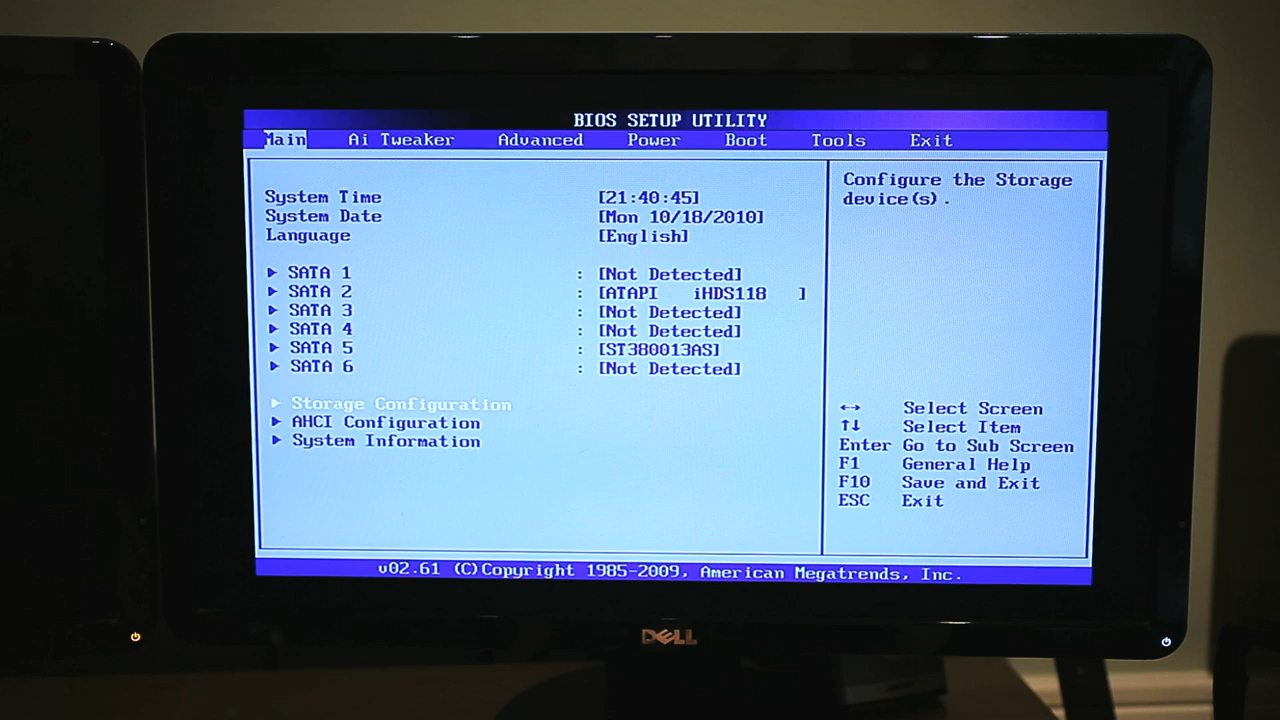 BIOS SETUP UTILITY
Main Ai Tweaker Advanced Power Boot Tools Exit
System Time [21:40:45]
System Date [Mon 10/18/2010]
Language [English]
SATA 1 : [Not Detected]
SATA 2 : [ATAPI iHDS118 ]
SATA 3 : [Not Detected]
SATA 4 : [Not Detected]
SATA 5 : [ST380013AS]
SATA 6 : [Not Detected]
Storage Configuration
AHCI Configuration
System Information
Configure the Storage
device(s).
↔ Select Screen
↑↓ Select Item
Enter Go to Sub Screen
F1 General Help
F10 Save and Exit
ESC Exit
v02.61 (C)Copyright 1985-2009, American Megatrends, Inc.
DELL